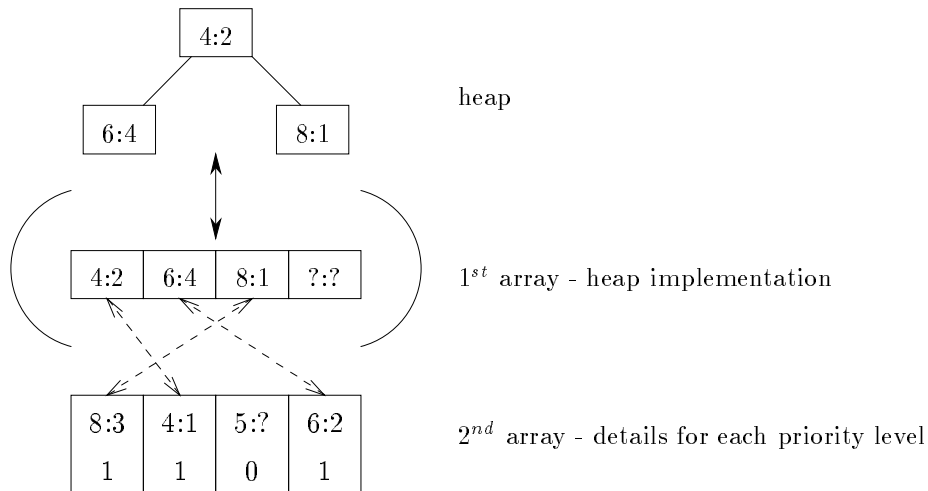 4:2
heap
6:4 8:1
4:2 6:4 8:1 ?:? 1st array - heap implementation
8:3 4:1 5:? 6:2
2nd array - details for each priority level
1 1 0 1